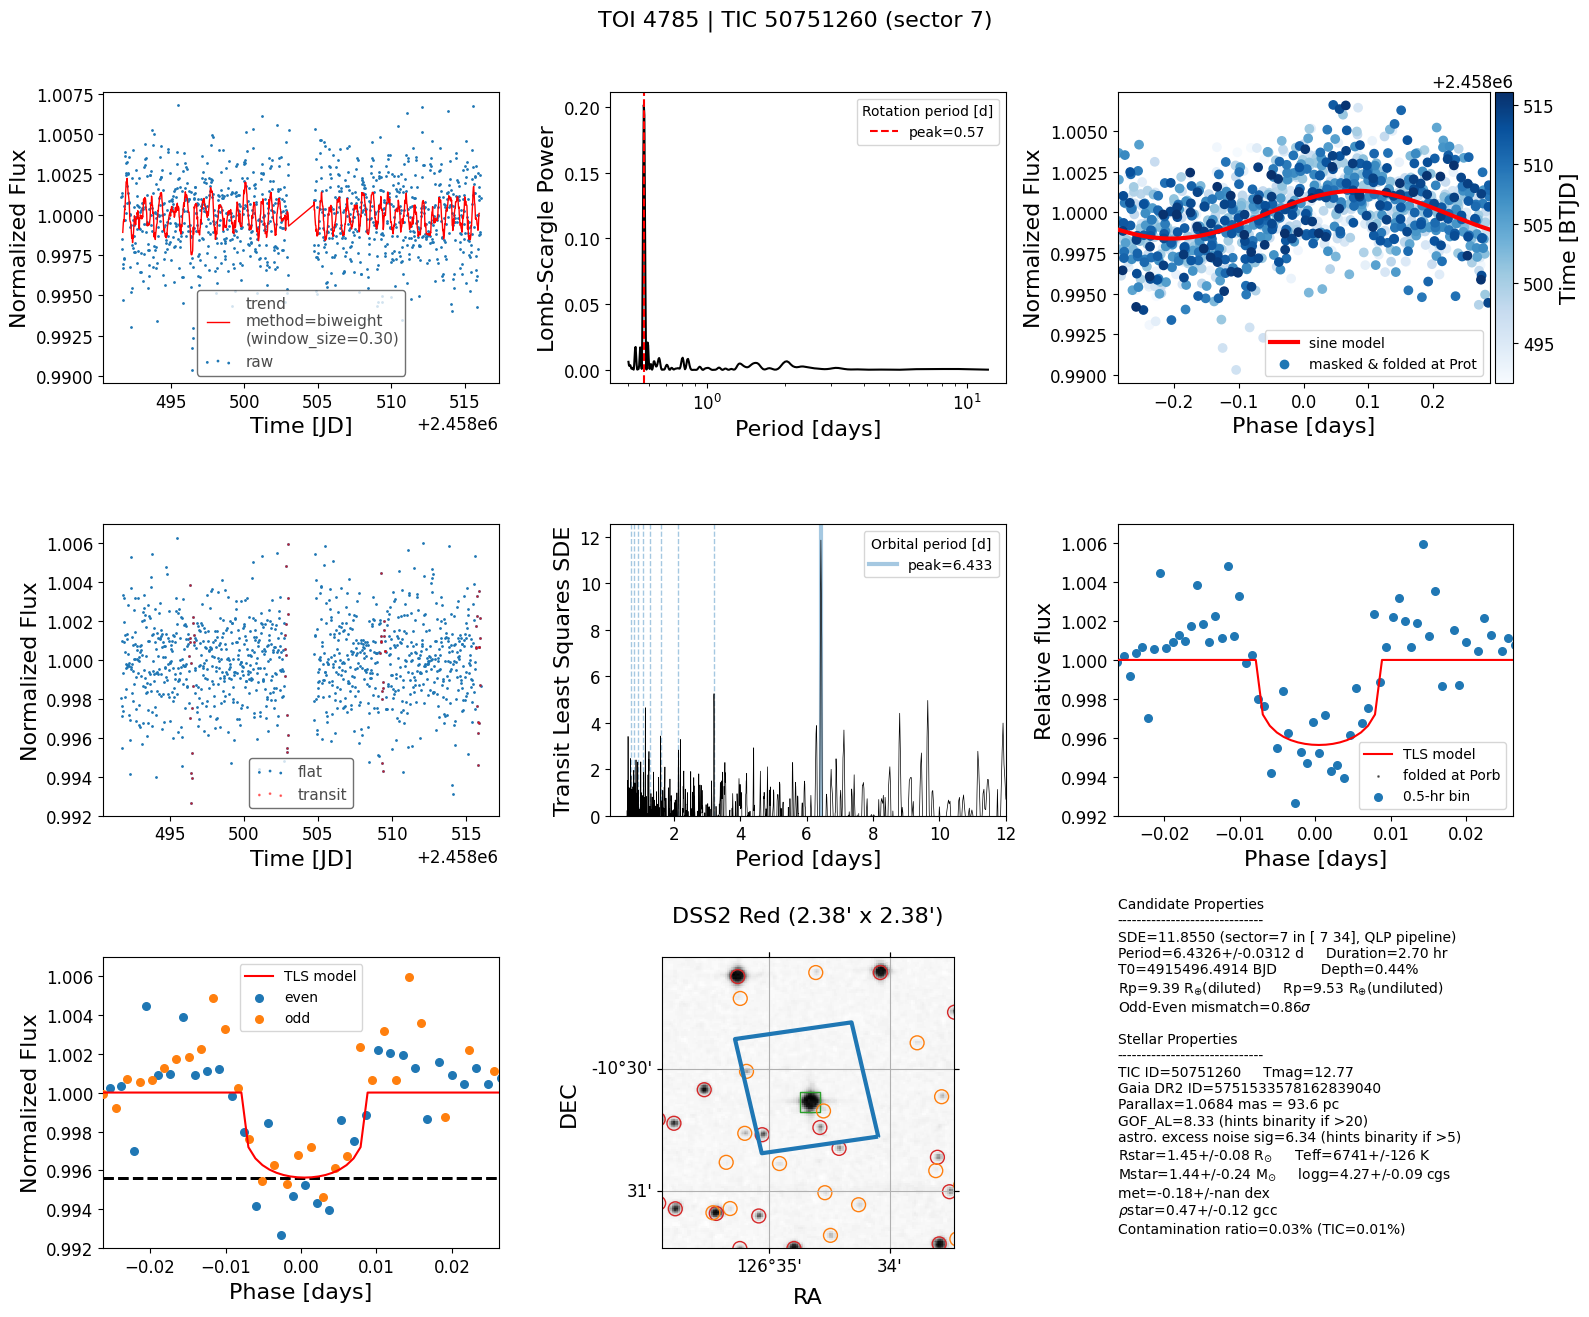 TOI 4785 | TIC 50751260 (sector 7)
Normalized Flux
1.0075
1.0050
1.0025
1.0000
0.9975
0.9950
0.9925
0.9900
trend
method=biweight
(window_size=0.30)
raw
495
500
505
510
515
Time [JD]
+2.458e6
Lomb-Scargle Power
0.20
0.15
0.10
0.05
0.00
Rotation period [d]
peak=0.57
10⁰
10¹
Period [days]
+2.458e6
Normalized Flux
1.0050
1.0025
1.0000
0.9975
0.9950
0.9925
0.9900
sine model
masked & folded at Prot
−0.2
−0.1
0.0
0.1
0.2
Phase [days]
515
510
505
500
495
Time [BTJD]
Normalized Flux
1.006
1.004
1.002
1.000
0.998
0.996
0.994
0.992
flat
transit
495
500
505
510
515
Time [JD]
+2.458e6
Transit Least Squares SDE
12
10
8
6
4
2
0
Orbital period [d]
peak=6.433
2
4
6
8
10
12
Period [days]
Relative flux
1.006
1.004
1.002
1.000
0.998
0.996
0.994
0.992
TLS model
folded at Porb
0.5-hr bin
−0.02
−0.01
0.00
0.01
0.02
Phase [days]
Normalized Flux
1.006
1.004
1.002
1.000
0.998
0.996
0.994
0.992
TLS model
even
odd
−0.02
−0.01
0.00
0.01
0.02
Phase [days]
DSS2 Red (2.38' x 2.38')
DEC
-10°30'
31'
126°35'
34'
RA
Candidate Properties
------------------------------
SDE=11.8550 (sector=7 in [ 7 34], QLP pipeline)
Period=6.4326+/-0.0312 d Duration=2.70 hr
T0=4915496.4914 BJD Depth=0.44%
Rp=9.39 R⊕(diluted) Rp=9.53 R⊕(undiluted)
Odd-Even mismatch=0.86σ
Stellar Properties
------------------------------
TIC ID=50751260 Tmag=12.77
Gaia DR2 ID=5751533578162839040
Parallax=1.0684 mas = 93.6 pc
GOF_AL=8.33 (hints binarity if >20)
astro. excess noise sig=6.34 (hints binarity if >5)
Rstar=1.45+/-0.08 R⊙ Teff=6741+/-126 K
Mstar=1.44+/-0.24 M⊙ logg=4.27+/-0.09 cgs
met=-0.18+/-nan dex
ρstar=0.47+/-0.12 gcc
Contamination ratio=0.03% (TIC=0.01%)